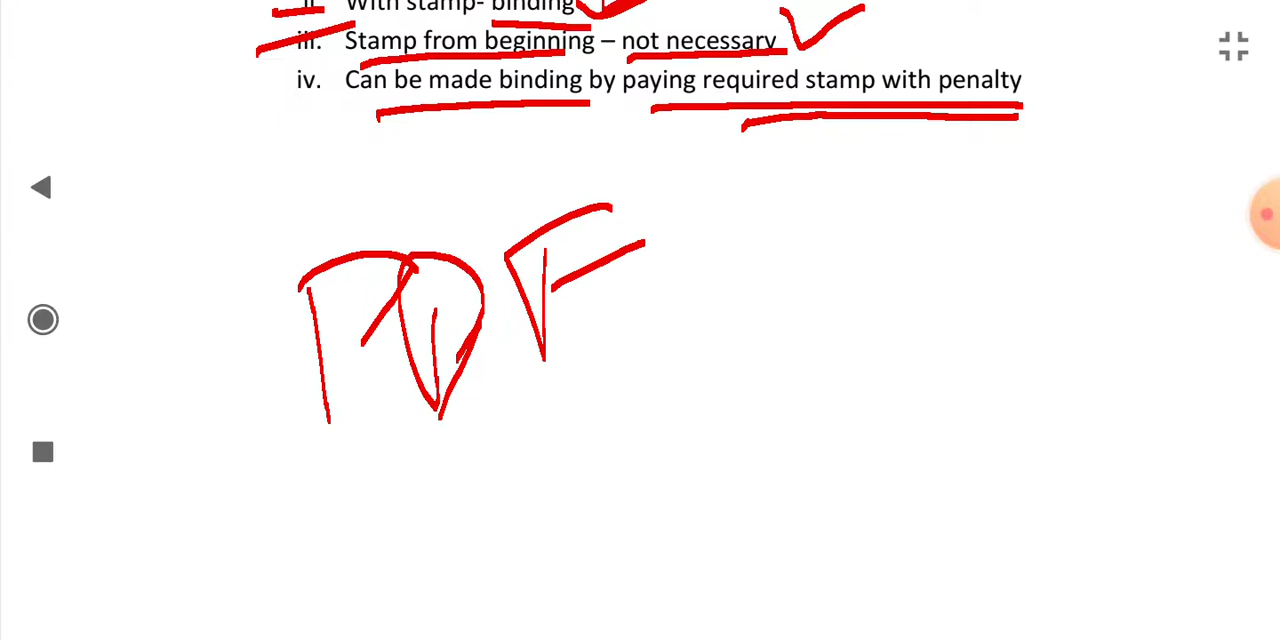 ii. With stamp- binding
iii. Stamp from beginning – not necessary
iv. Can be made binding by paying required stamp with penalty
PDF